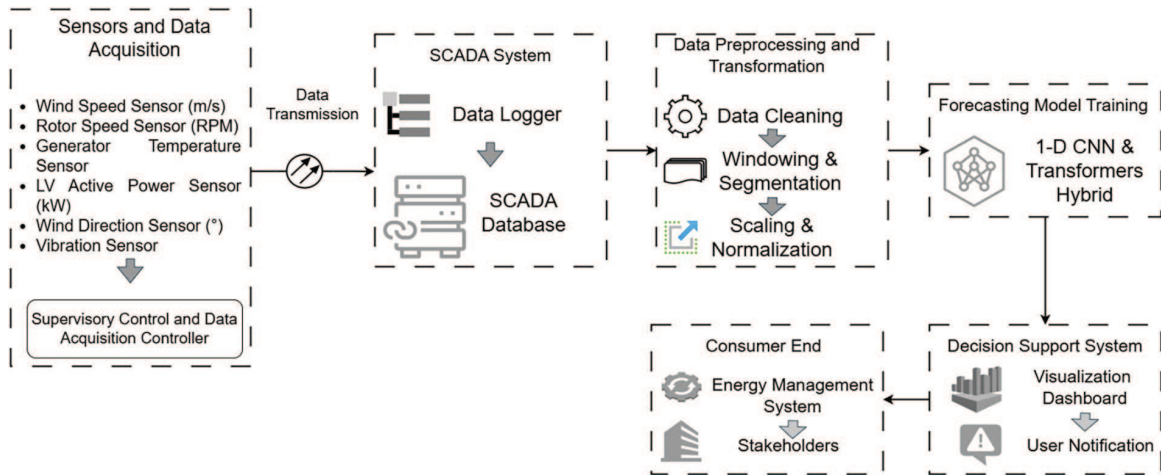 Sensors and Data
Acquisition
• Wind Speed Sensor (m/s)
• Rotor Speed Sensor (RPM)
• Generator Temperature
Sensor
• LV Active Power Sensor
(kW)
• Wind Direction Sensor (°)
• Vibration Sensor
Supervisory Control and Data
Acquisition Controller
Data
Transmission
SCADA System
Data Logger
SCADA
Database
Data Preprocessing and
Transformation
Data Cleaning
Windowing &
Segmentation
Scaling &
Normalization
Forecasting Model Training
1-D CNN &
Transformers
Hybrid
Decision Support System
Visualization
Dashboard
User Notification
Consumer End
Energy Management
System
Stakeholders